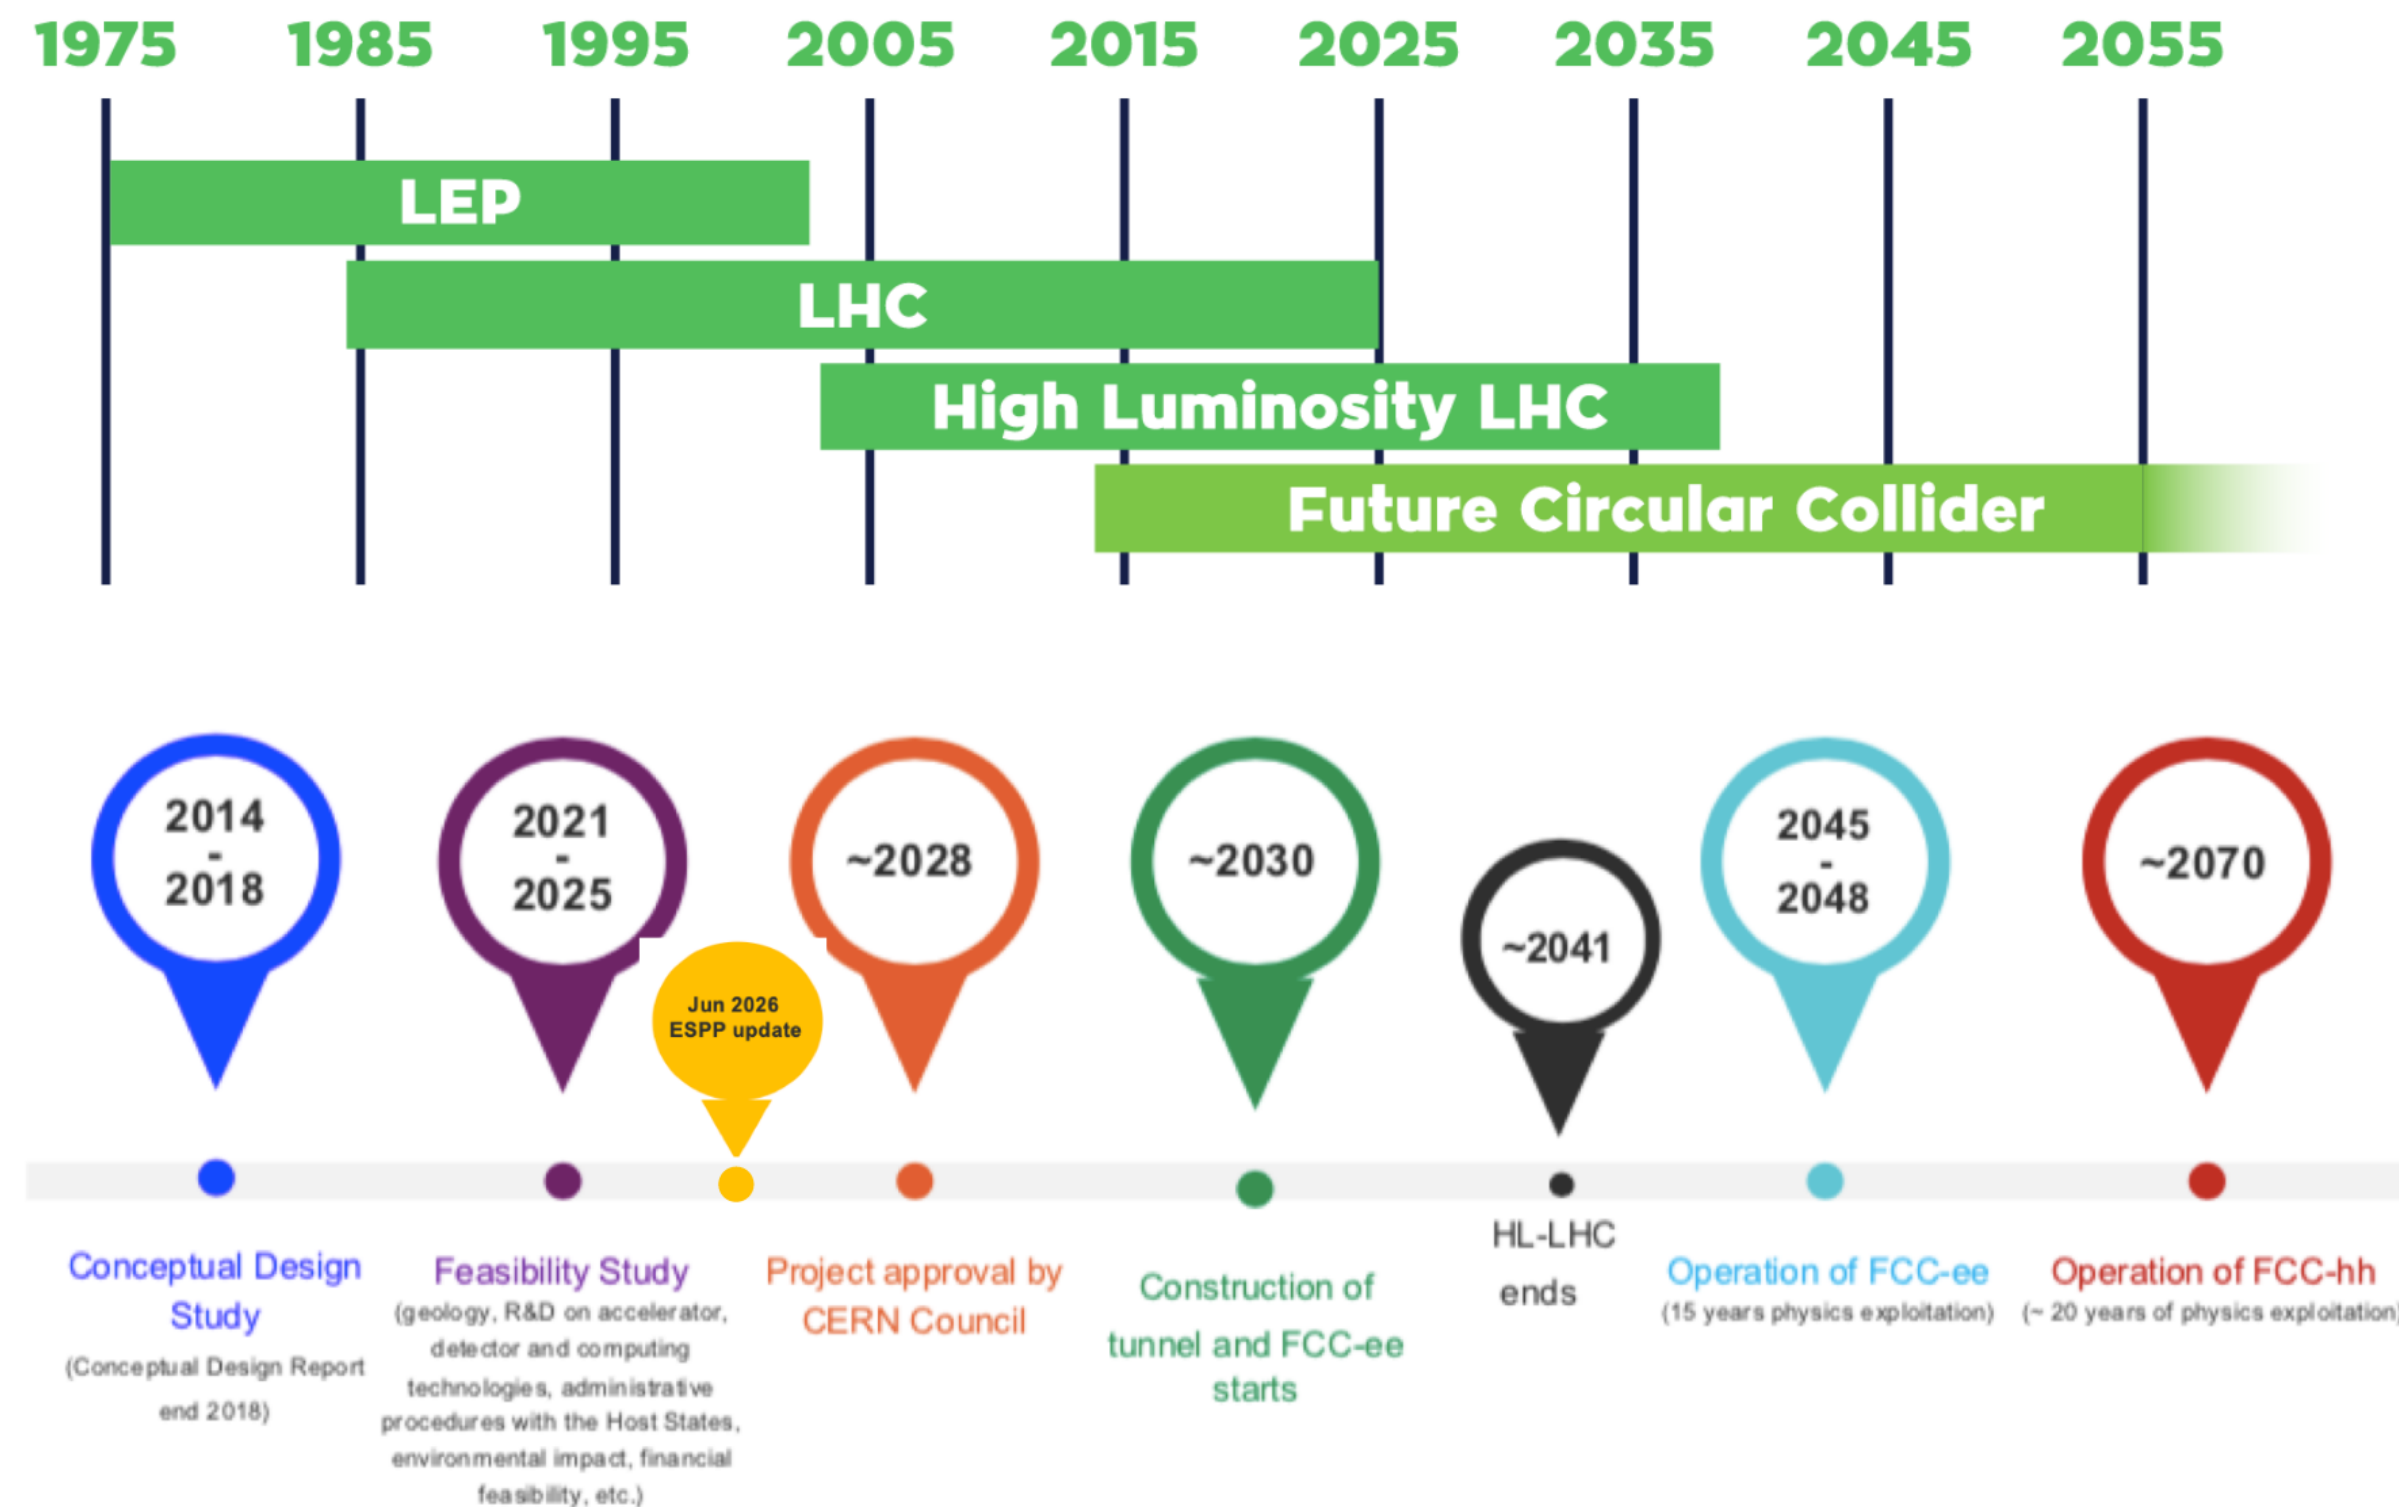 1975 1985 1995 2005 2015 2025 2035 2045 2055
LEP
LHC
High Luminosity LHC
Future Circular Collider
2014
-
2018
2021
-
2025
Jun 2026
ESPP update
~2028
~2030
~2041
2045
-
2048
~2070
Conceptual Design
Study
(Conceptual Design Report
end 2018)
Feasibility Study
(geology, R&D on accelerator,
detector and computing
technologies, administrative
procedures with the Host States,
environmental impact, financial
feasibility, etc.)
Project approval by
CERN Council
Construction of
tunnel and FCC-ee
starts
HL-LHC
ends
Operation of FCC-ee
(15 years physics exploitation)
Operation of FCC-hh
(~ 20 years of physics exploitation)